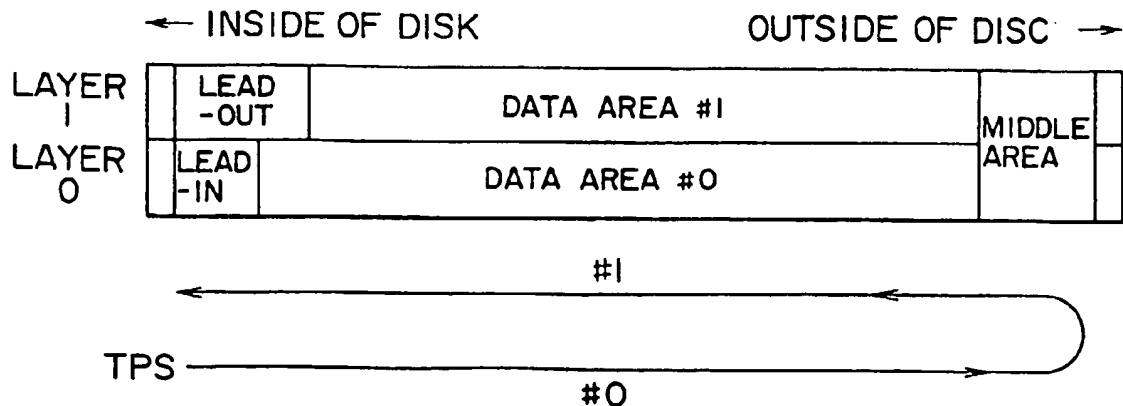 ← INSIDE OF DISK OUTSIDE OF DISC →
LAYER 1
LEAD -OUT
DATA AREA #1
MIDDLE AREA
LAYER 0
LEAD -IN
DATA AREA #0
#1
TPS
#0